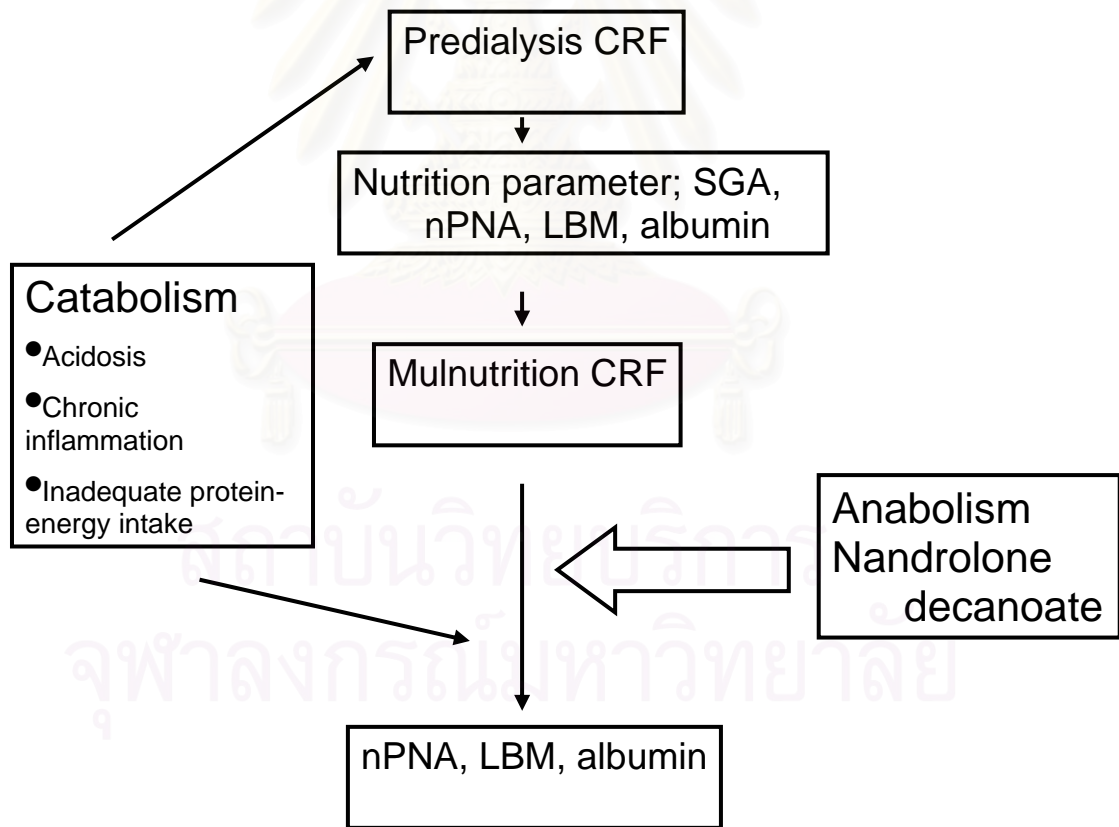 Predialysis CRF
Nutrition parameter; SGA,
nPNA, LBM, albumin
Catabolism
●Acidosis
●Chronic
inflammation
●Inadequate protein-
energy intake
Mulnutrition CRF
Anabolism
Nandrolone
decanoate
nPNA, LBM, albumin
สถาบันวิทยบริการ
จุฬาลงกรณ์มหาวิทยาลัย